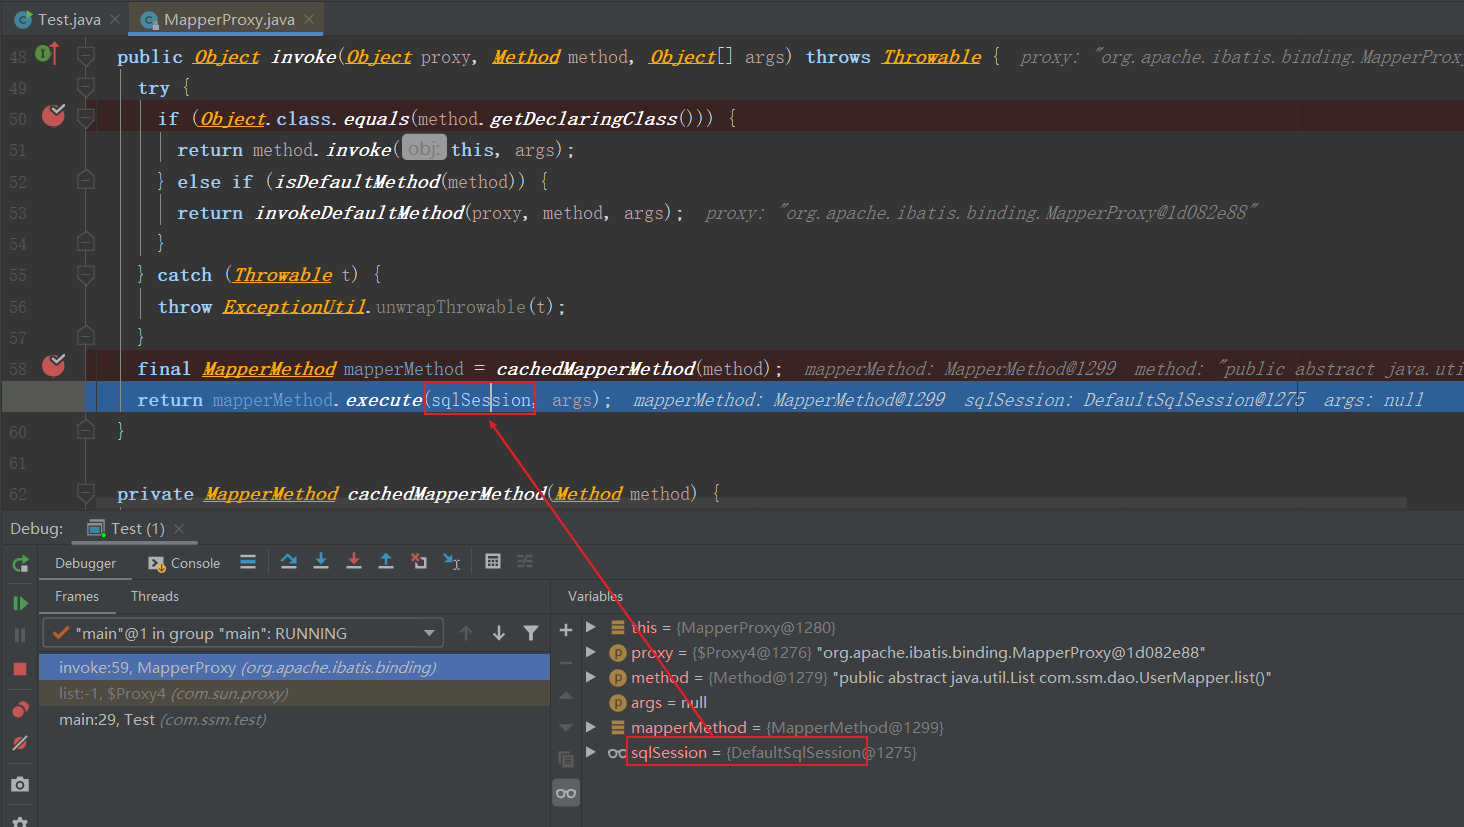 Test.java
MapperProxy.java
48 public Object invoke(Object proxy, Method method, Object[] args) throws Throwable { proxy: "org.apache.ibatis.binding.MapperProxy
49 try {
50 if (Object.class.equals(method.getDeclaringClass())) {
51 return method.invoke( obj: this, args);
52 } else if (isDefaultMethod(method)) {
53 return invokeDefaultMethod(proxy, method, args); proxy: "org.apache.ibatis.binding.MapperProxy@1d082e88"
54 }
55 } catch (Throwable t) {
56 throw ExceptionUtil.unwrapThrowable(t);
57 }
58 final MapperMethod mapperMethod = cachedMapperMethod(method); mapperMethod: MapperMethod@1299 method: "public abstract java.uti
return mapperMethod.execute(sqlSession, args); mapperMethod: MapperMethod@1299 sqlSession: DefaultSqlSession@1275 args: null
60 }
61
62 private MapperMethod cachedMapperMethod(Method method) {
Debug: Test (1)
Debugger Console
Frames Threads Variables
"main"@1 in group "main": RUNNING
invoke:59, MapperProxy (org.apache.ibatis.binding)
list:-1, $Proxy4 (com.sun.proxy)
main:29, Test (com.ssm.test)
this = {MapperProxy@1280}
proxy = {$Proxy4@1276} "org.apache.ibatis.binding.MapperProxy@1d082e88"
method = {Method@1279} "public abstract java.util.List com.ssm.dao.UserMapper.list()"
args = null
mapperMethod = {MapperMethod@1299}
sqlSession = {DefaultSqlSession@1275}